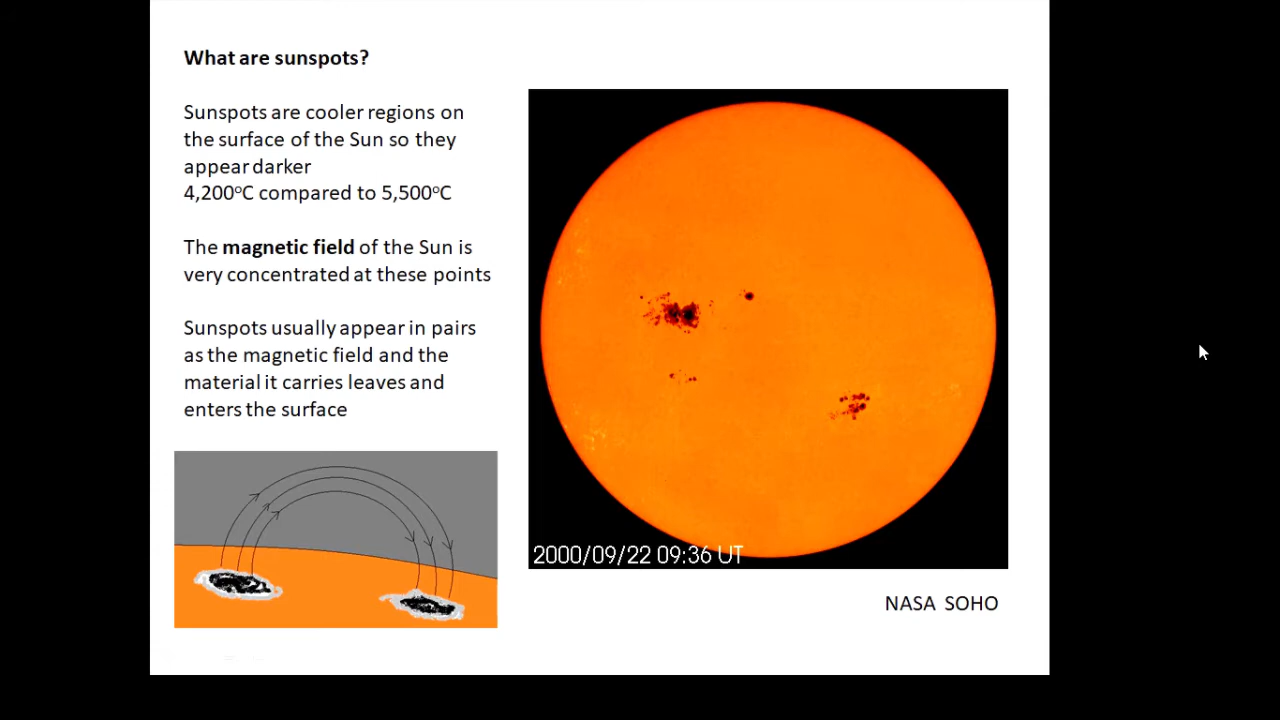 What are sunspots?
Sunspots are cooler regions on
the surface of the Sun so they
appear darker
4,200°C compared to 5,500°C
The magnetic field of the Sun is
very concentrated at these points
Sunspots usually appear in pairs
as the magnetic field and the
material it carries leaves and
enters the surface
2000/09/22 09:36 UT
NASA SOHO